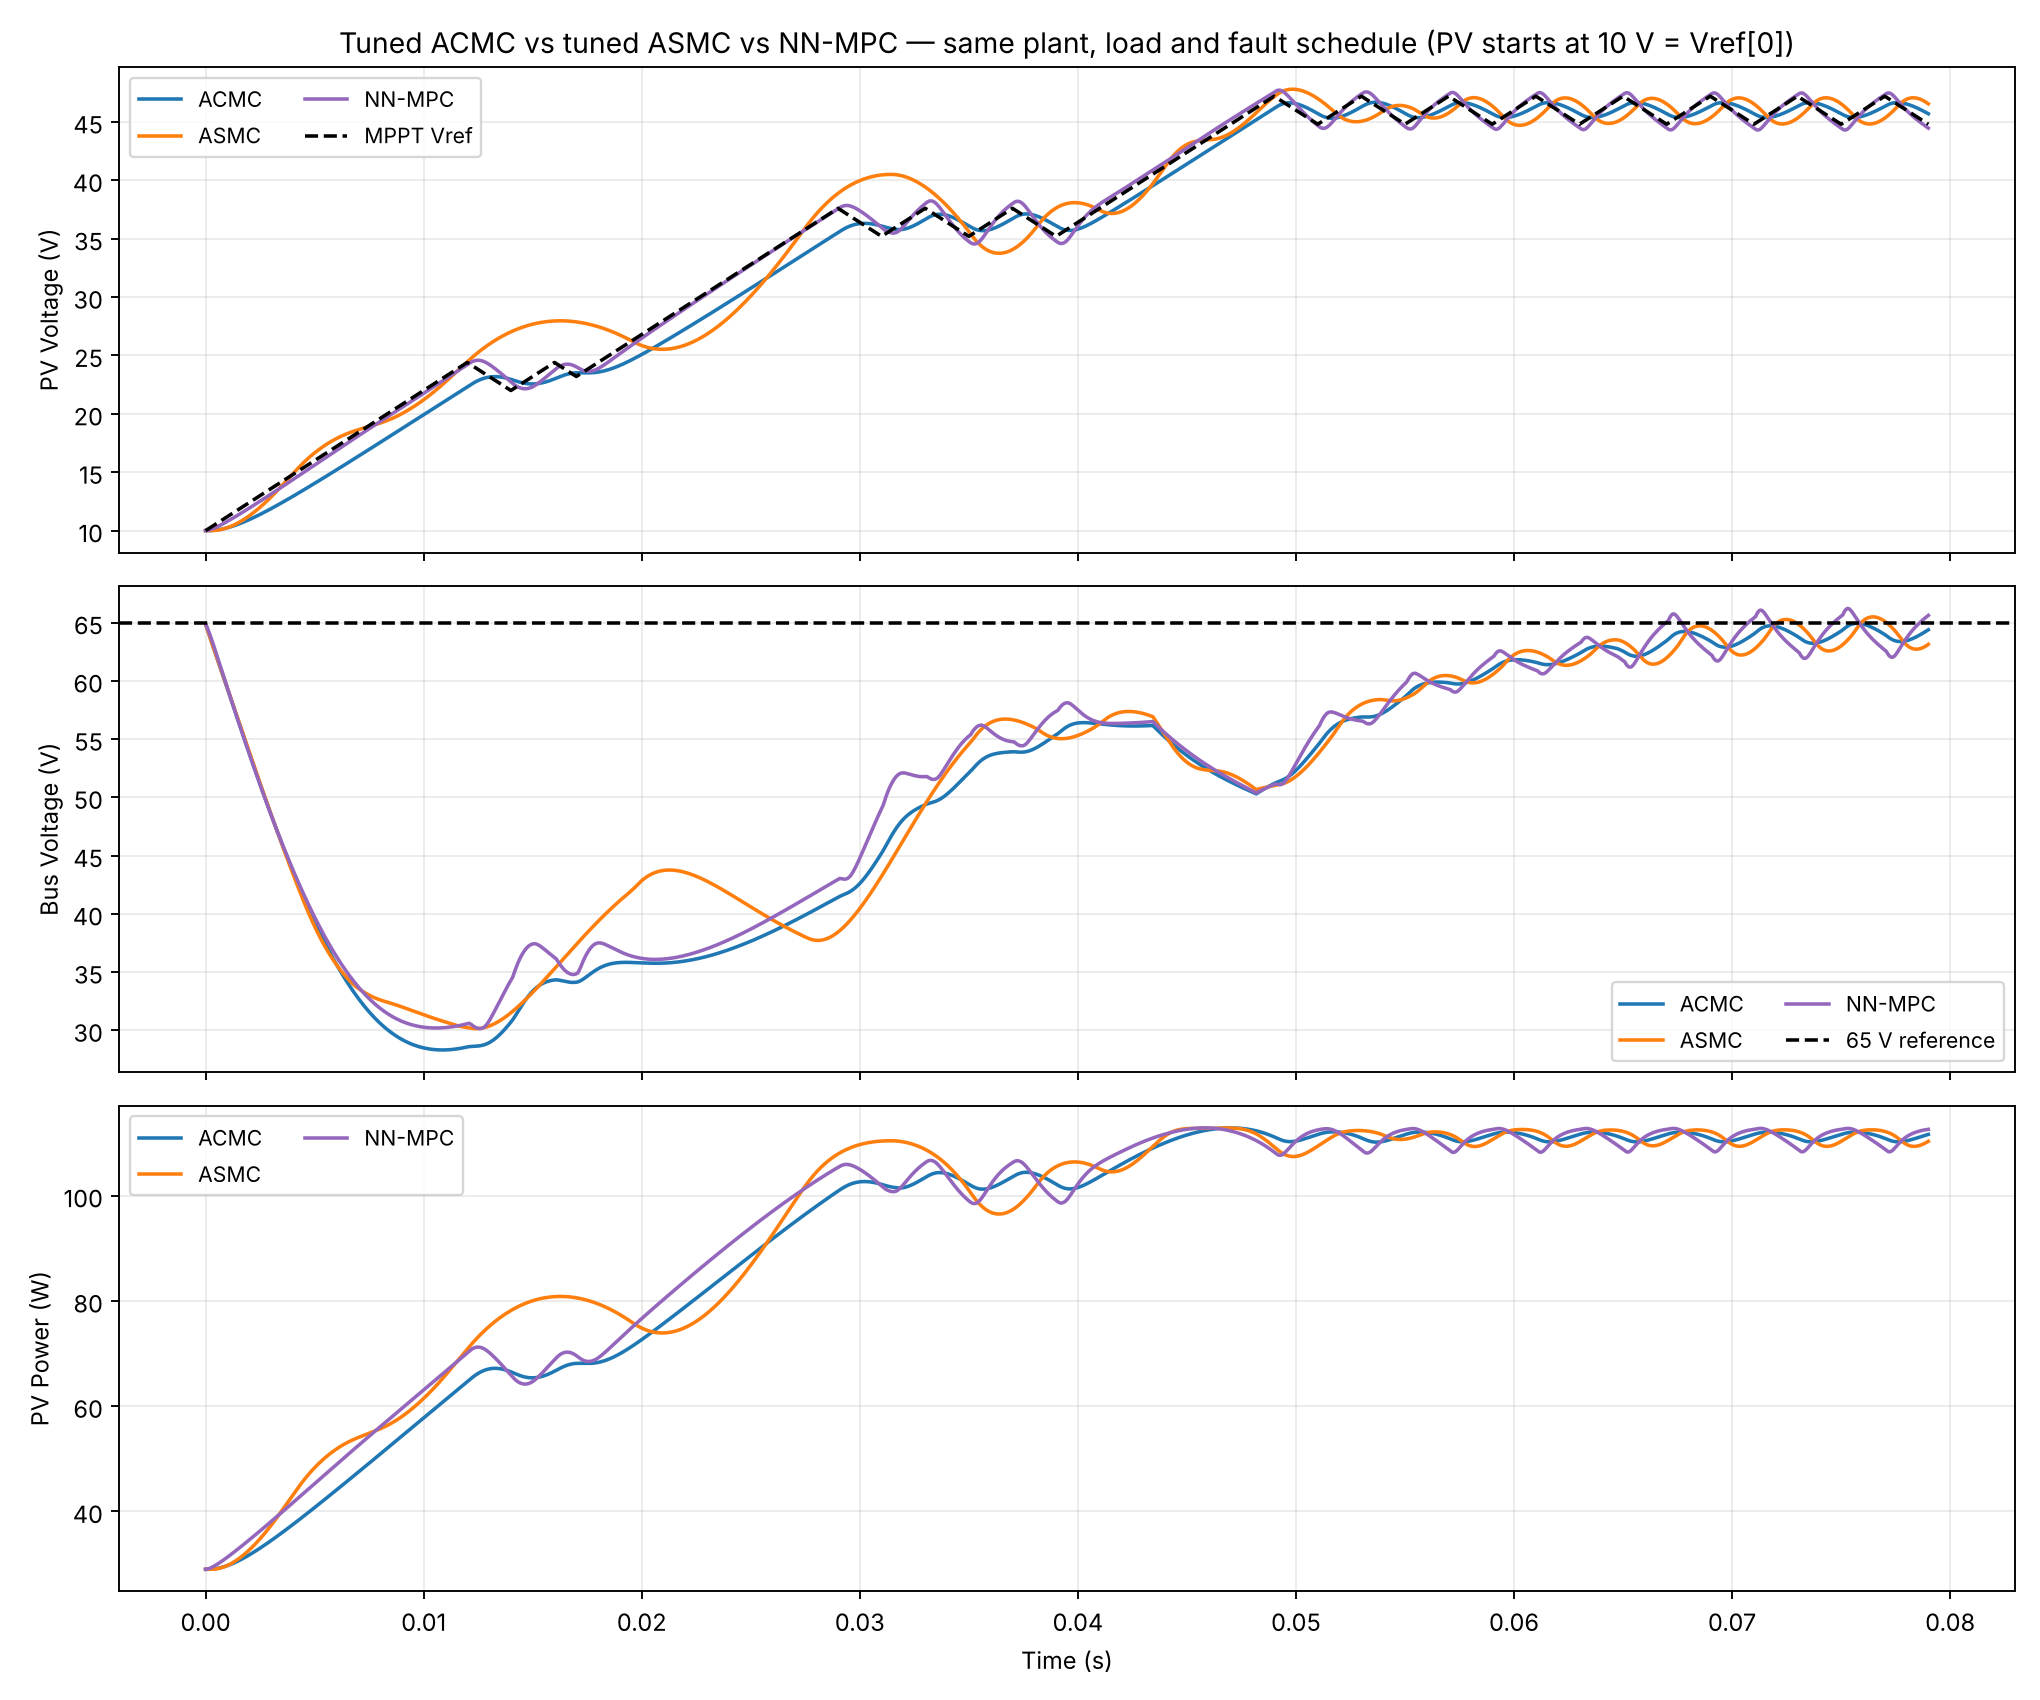 Tuned ACMC vs tuned ASMC vs NN-MPC — same plant, load and fault schedule (PV starts at 10 V = Vref[0])
ACMC NN-MPC
ASMC MPPT Vref
PV Voltage (V)
45
40
35
30
25
20
15
10
Bus Voltage (V)
65
60
55
50
45
40
35
30
ACMC NN-MPC
ASMC 65 V reference
ACMC NN-MPC
ASMC
PV Power (W)
100
80
60
40
0.00 0.01 0.02 0.03 0.04 0.05 0.06 0.07 0.08
Time (s)